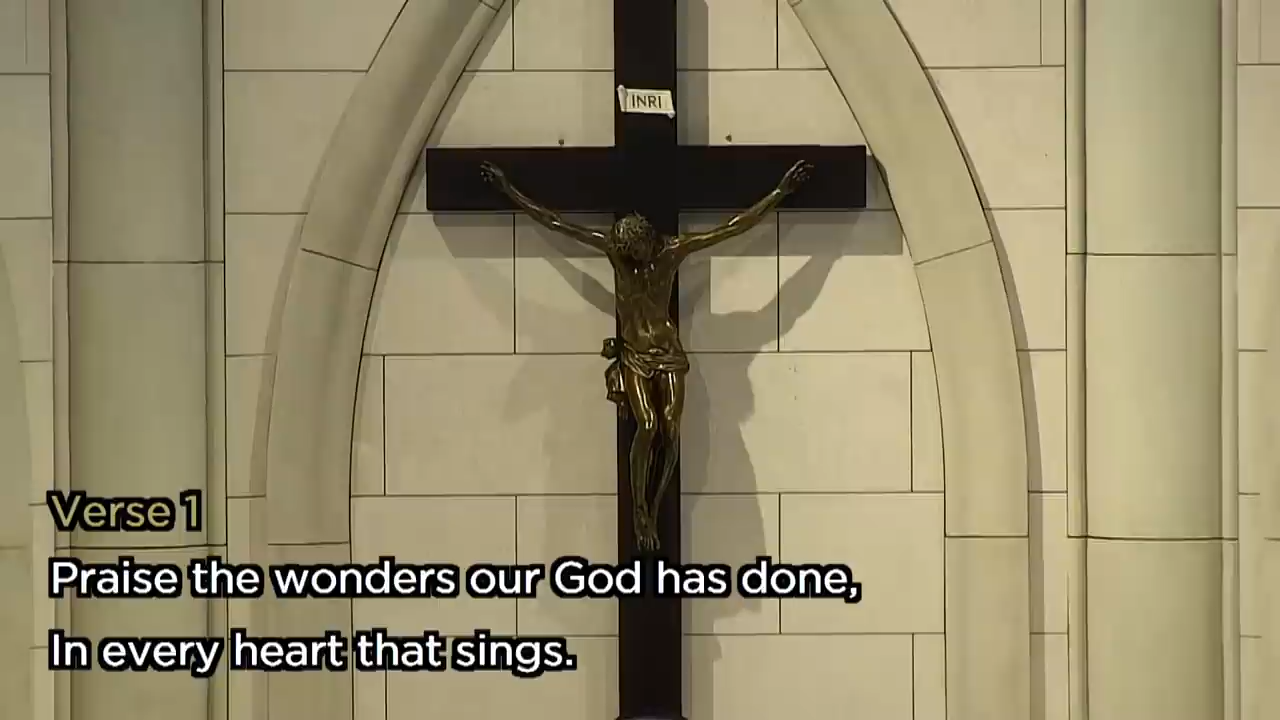 INRI
Verse 1
Praise the wonders our God has done,
In every heart that sings.